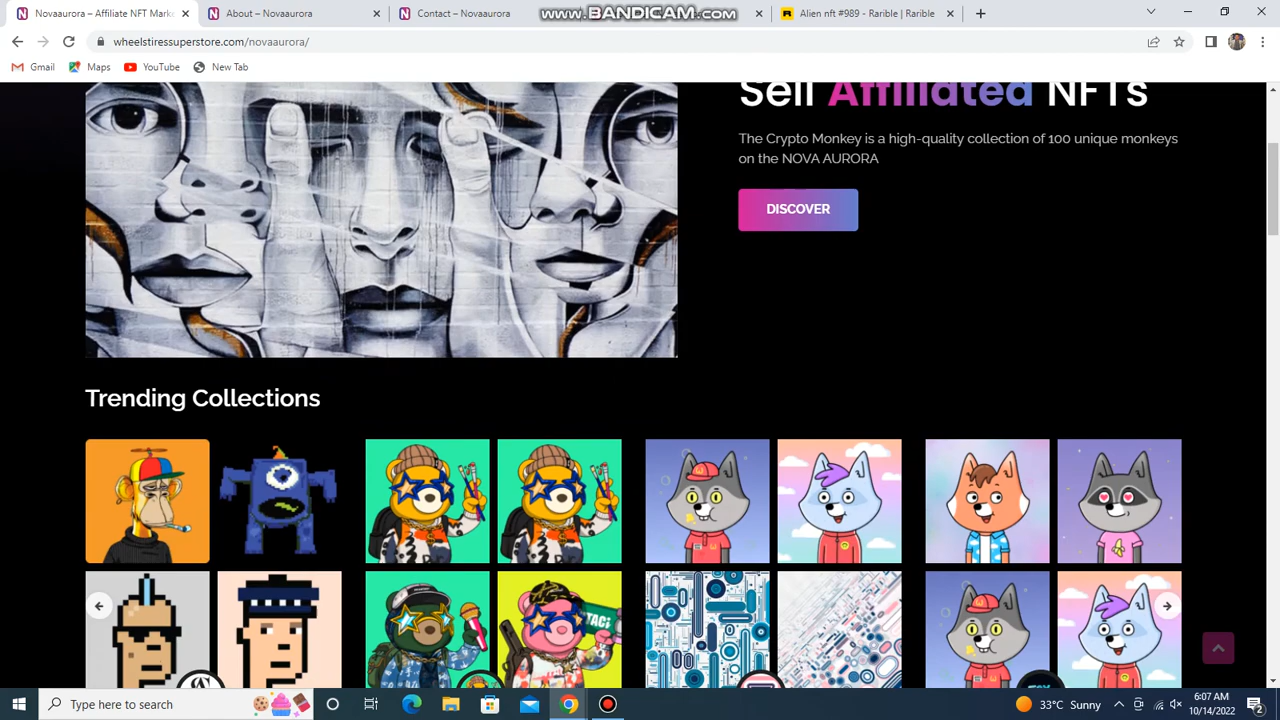 Novaaurora – Affiliate NFT Mark
About – Novaaurora
Contact – Novaaurora
www.BANDICAM.com
Alien nft #989 - Rarible | Rarible
wheelstiressuperstore.com/novaaurora/
Gmail
Maps
YouTube
New Tab
Sell Affiliated NFTs
The Crypto Monkey is a high-quality collection of 100 unique monkeys
on the NOVA AURORA
DISCOVER
Trending Collections
Type here to search
33°C Sunny
6:07 AM
10/14/2022
2